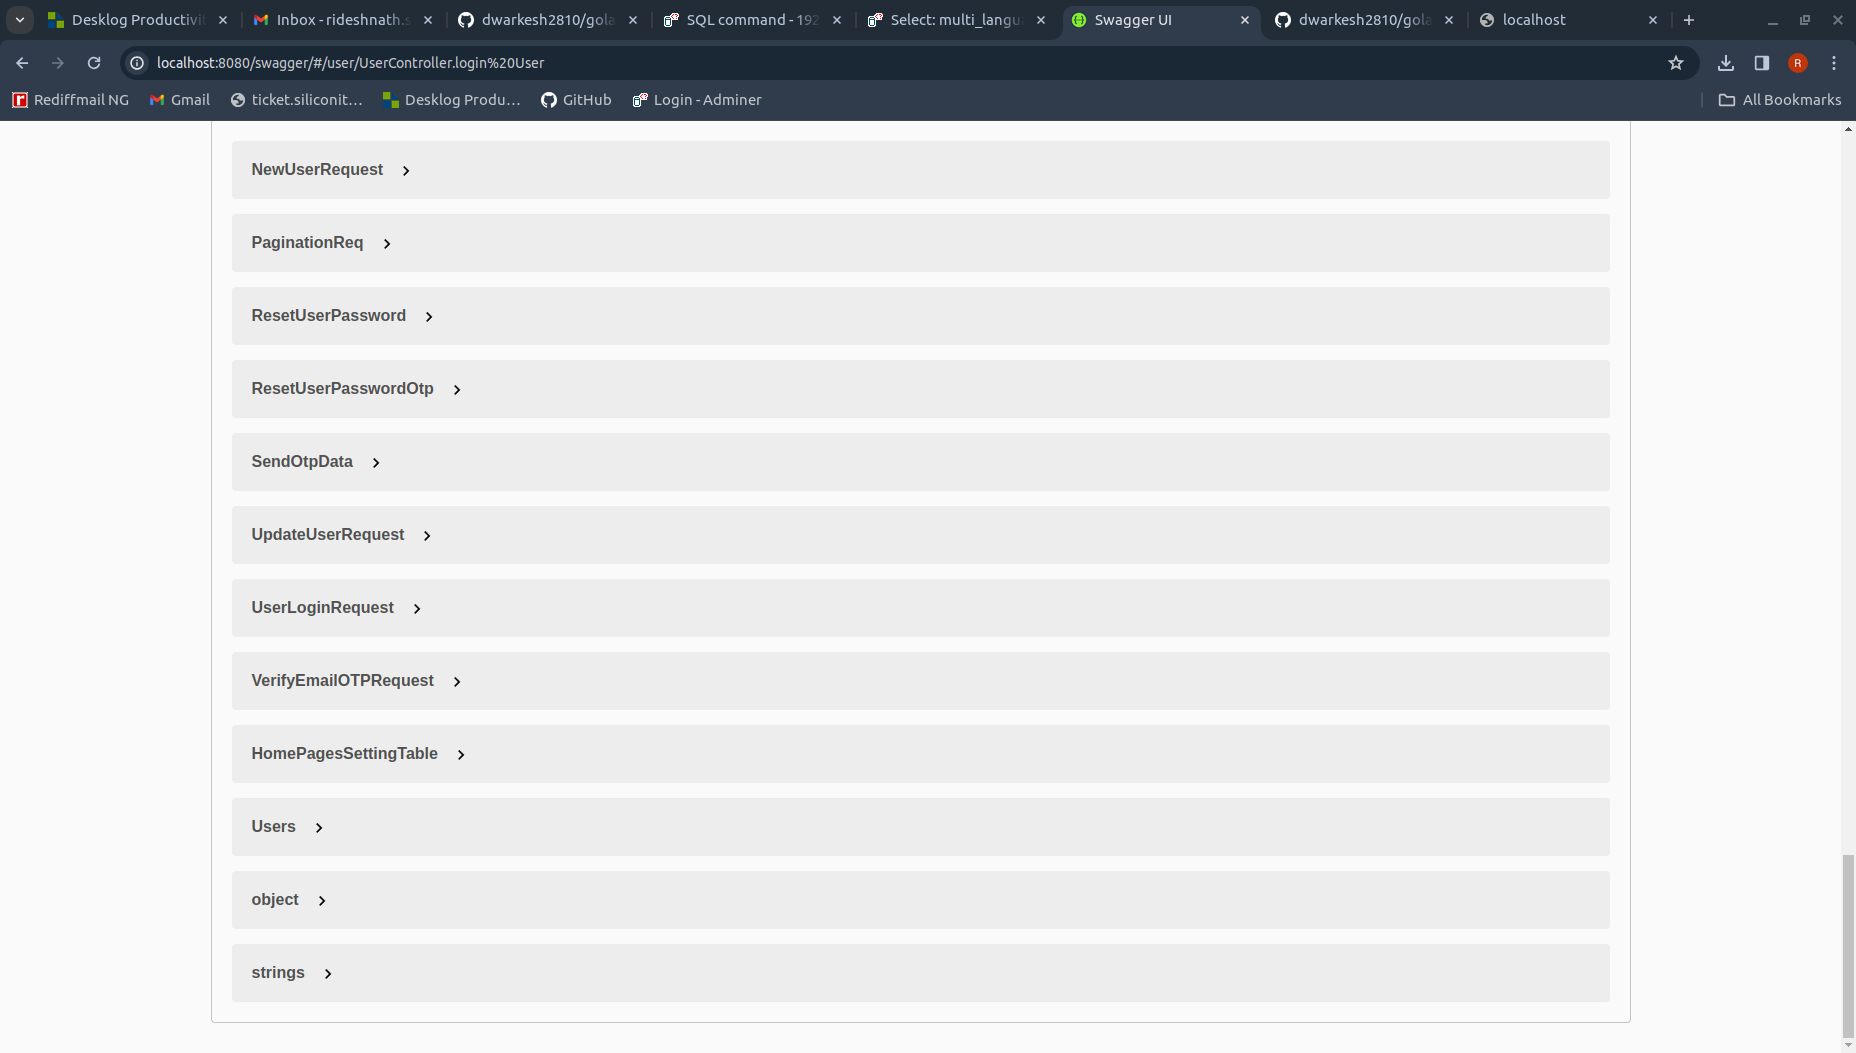 Desklog Productivi
Inbox - rideshnath.s
dwarkesh2810/gola
SQL command - 192
Select: multi_langu
Swagger UI
dwarkesh2810/gola
localhost
localhost:8080/swagger/#/user/UserController.login%20User
R
Rediffmail NG
Gmail
ticket.siliconit...
Desklog Produ...
GitHub
Login - Adminer
All Bookmarks
NewUserRequest
PaginationReq
ResetUserPassword
ResetUserPasswordOtp
SendOtpData
UpdateUserRequest
UserLoginRequest
VerifyEmailOTPRequest
HomePagesSettingTable
Users
object
strings